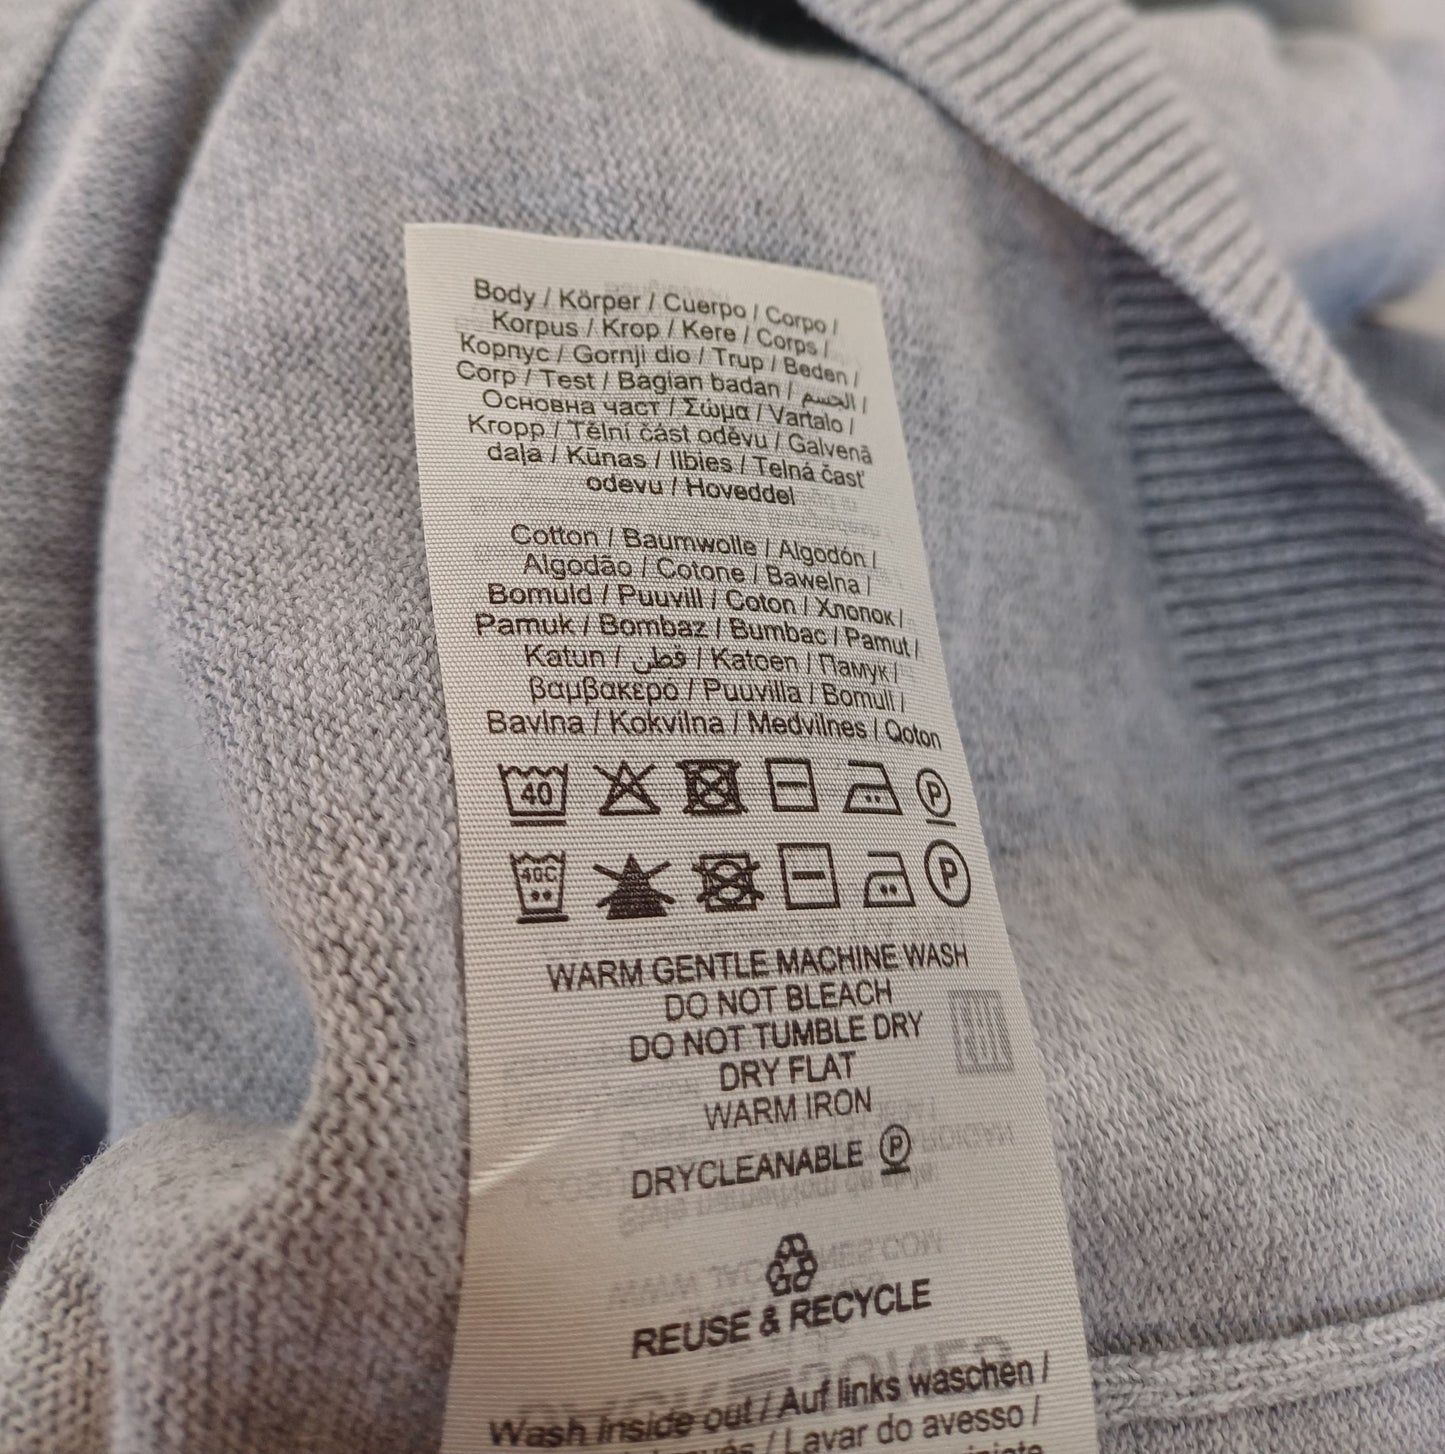 Body / Körper / Cuerpo / Corpo /
Korpus / Krop / Kere / Corps /
Корпус / Gornji dio / Trup / Beden /
Corp / Test / Bagian badan / الجسم /
Основна част / Σώμα / Vartalo /
Kropp / Tělní část oděvu / Galvenā
daļa / Kūnas / Ilbies / Telná časť
odevu / Hoveddel
Cotton / Baumwolle / Algodón /
Algodão / Cotone / Bawelna /
Bomuld / Puuvill / Coton / Хлопок /
Pamuk / Bombaz / Bumbac / Pamut /
Katun / قطن / Katoen / Памук /
βαμβακερό / Puuvilla / Bomull /
Bavlna / Kokvilna / Medvilnes / Qoton
40 P
40C P
WARM GENTLE MACHINE WASH
DO NOT BLEACH
DO NOT TUMBLE DRY
DRY FLAT
WARM IRON
DRYCLEANABLE P
REUSE & RECYCLE
Wash inside out / Auf links waschen /
/ Lavar do avesso /